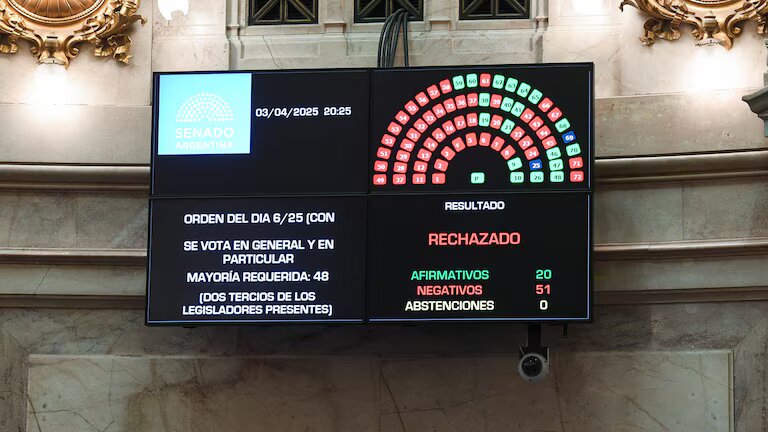 SENADO
ARGENTINA
03/04/2025 20:25
ORDEN DEL DIA 6/25 (CON
SE VOTA EN GENERAL Y EN
PARTICULAR
MAYORÍA REQUERIDA: 48
(DOS TERCIOS DE LOS
LEGISLADORES PRESENTES)
RESULTADO
RECHAZADO
AFIRMATIVOS 20
NEGATIVOS 51
ABSTENCIONES 0